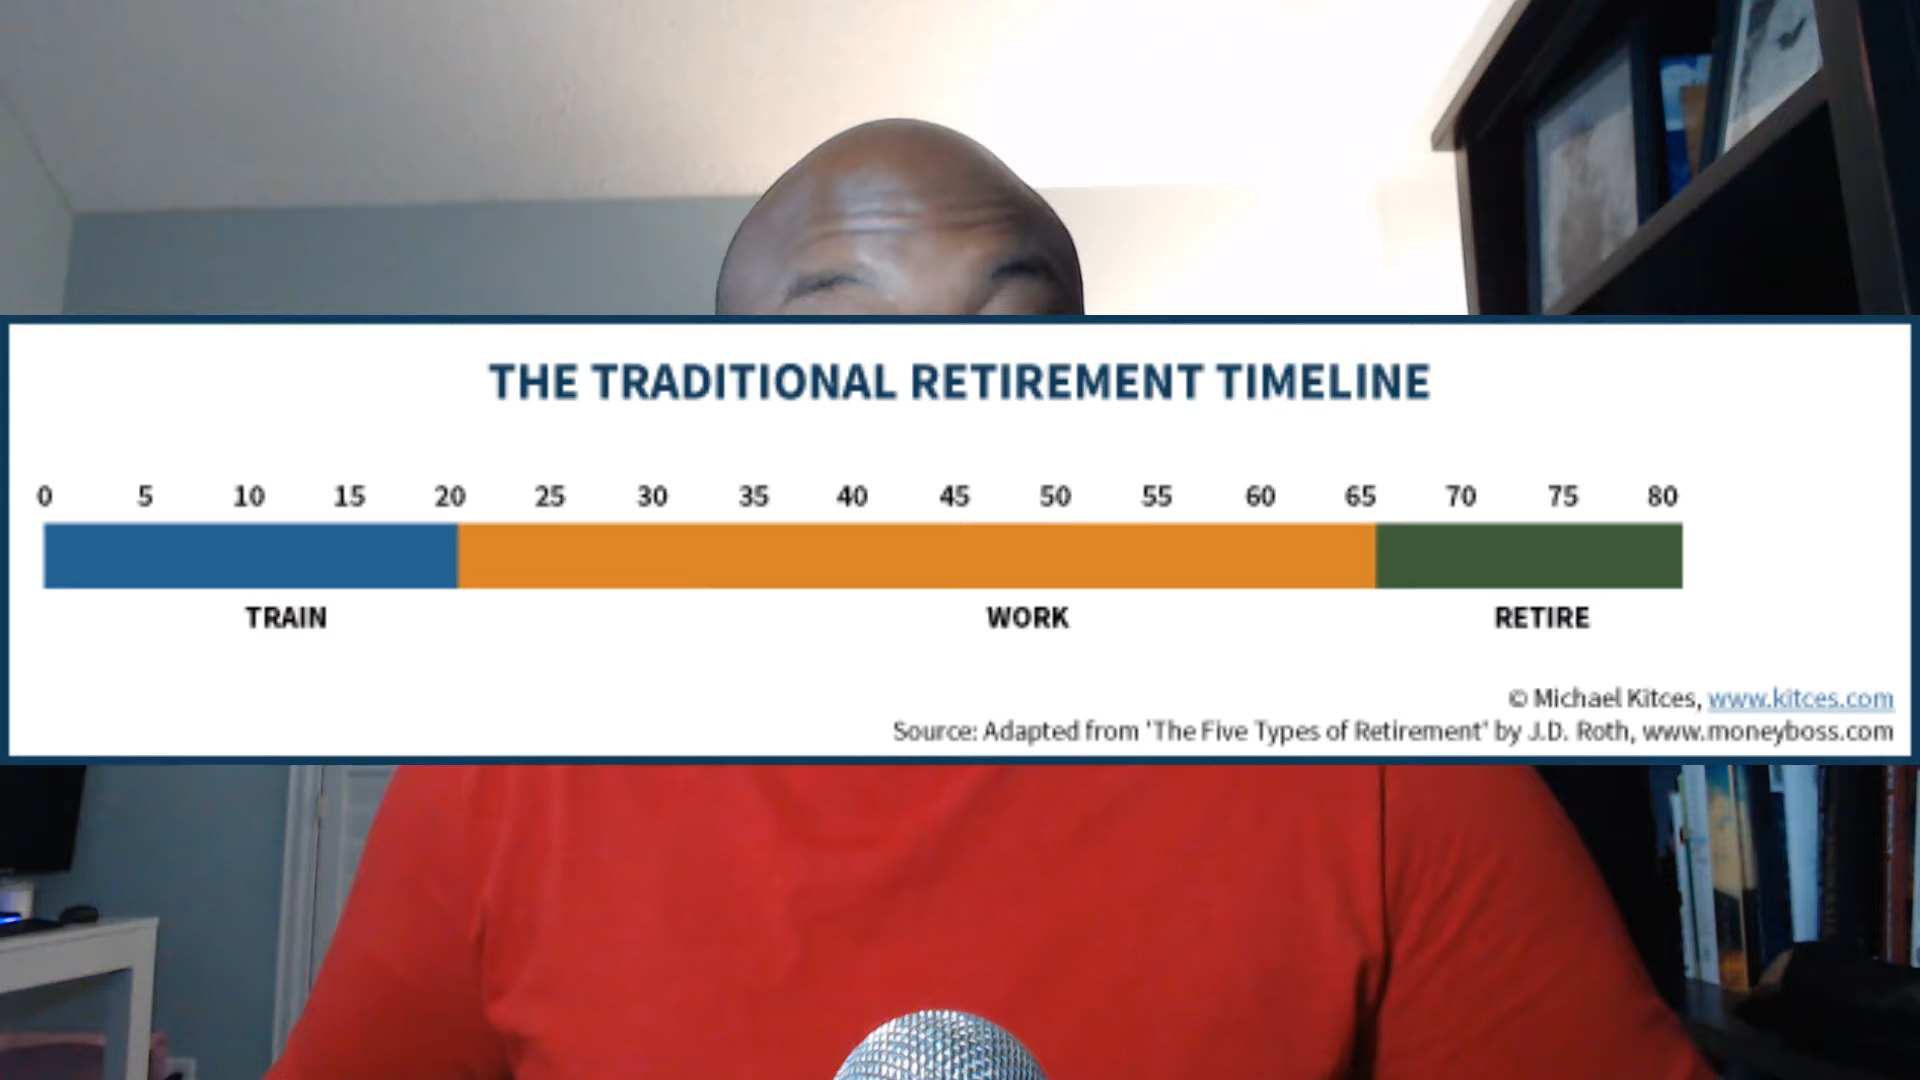 THE TRADITIONAL RETIREMENT TIMELINE
0 5 10 15 20 25 30 35 40 45 50 55 60 65 70 75 80
TRAIN WORK RETIRE
© Michael Kitces, www.kitces.com
Source: Adapted from 'The Five Types of Retirement' by J.D. Roth, www.moneyboss.com